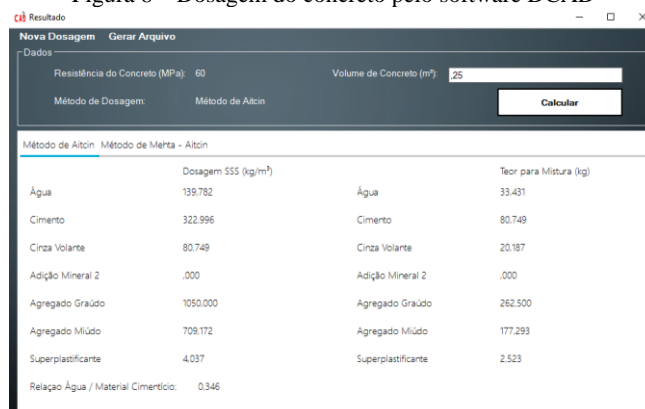 Figura 8 – Dosagem do concreto pelo software DCAD
CAD Resultado
Nova Dosagem Gerar Arquivo
Dados
Resistência do Concreto (MPa): 60 Volume de Concreto (m³): ,25
Método de Dosagem: Método de Aitcin Calcular
Método de Aitcin Método de Mehta - Aitcin
Dosagem SSS (kg/m³) Teor para Mistura (kg)
Água 139.782 Água 33.431
Cimento 322.996 Cimento 80.749
Cinza Volante 80.749 Cinza Volante 20.187
Adição Mineral 2 .000 Adição Mineral 2 .000
Agregado Graúdo 1050.000 Agregado Graúdo 262.500
Agregado Miúdo 709.172 Agregado Miúdo 177.293
Superplastificante 4.037 Superplastificante 2.523
Relaçao Água / Material Cimentício: 0.346